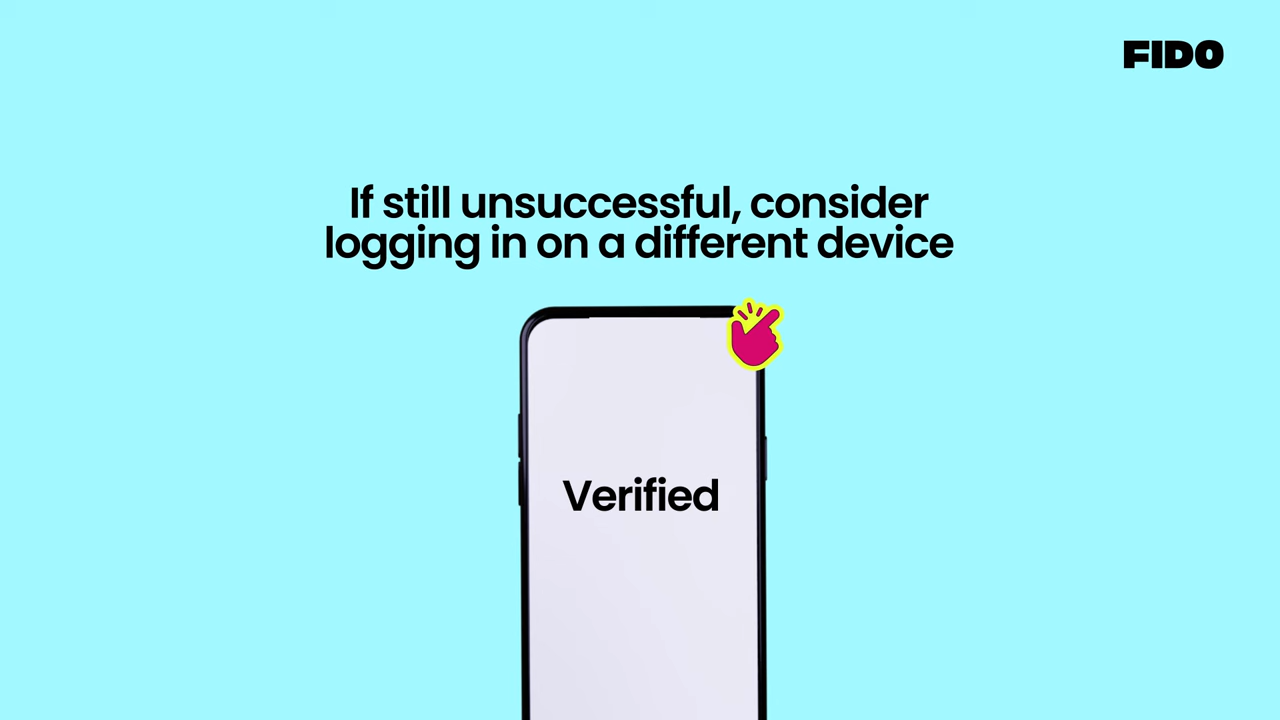 FIDO
If still unsuccessful, consider
logging in on a different device
Verified